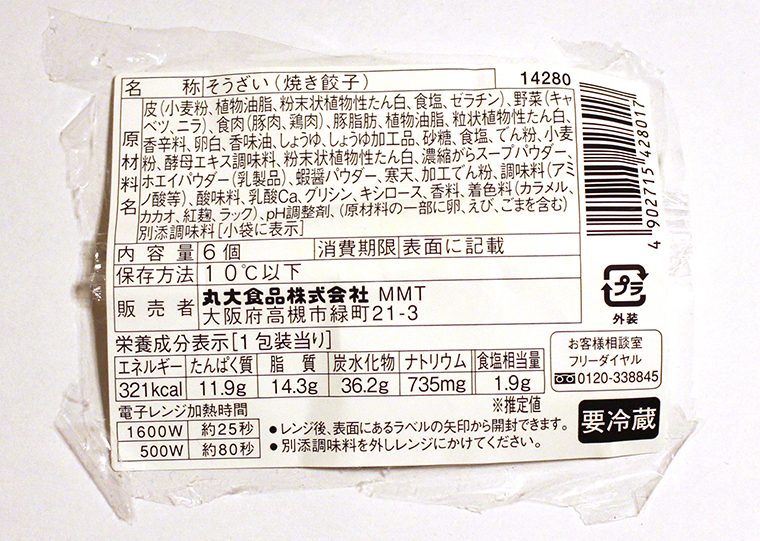 名 称 そうざい(焼き餃子) 14280
原材料名
皮(小麦粉、植物油脂、粉末状植物性たん白、食塩、ゼラチン)、野菜(キャ
ベツ、ニラ)、食肉(豚肉、鶏肉)、豚脂肪、植物油脂、粒状植物性たん白、
香辛料、卵白、香味油、しょうゆ、しょうゆ加工品、砂糖、食塩、でん粉、小麦
粉、酵母エキス調味料、粉末状植物性たん白、濃縮がらスープパウダー、
ホエイパウダー(乳製品)、蝦醤パウダー、寒天、加工でん粉、調味料(アミ
ノ酸等)、酸味料、乳酸Ca、グリシン、キシロース、香料、着色料(カラメル、
カカオ、紅麹、ラック)、pH調整剤、(原材料の一部に卵、えび、ごまを含む)
別添調味料[小袋に表示]
内容量 6個 消費期限 表面に記載
保存方法 10℃以下
販売者 丸大食品株式会社 MMT
大阪府高槻市緑町21-3
4902715428017
プラ
外装
栄養成分表示[1包装当り]
エネルギー たんぱく質 脂質 炭水化物 ナトリウム 食塩相当量
321kcal 11.9g 14.3g 36.2g 735mg 1.9g
※推定値
お客様相談室
フリーダイヤル
0120-338845
電子レンジ加熱時間
1600W 約25秒
500W 約80秒
●レンジ後、表面にあるラベルの矢印から開封できます。
●別添調味料を外しレンジにかけてください。
要冷蔵